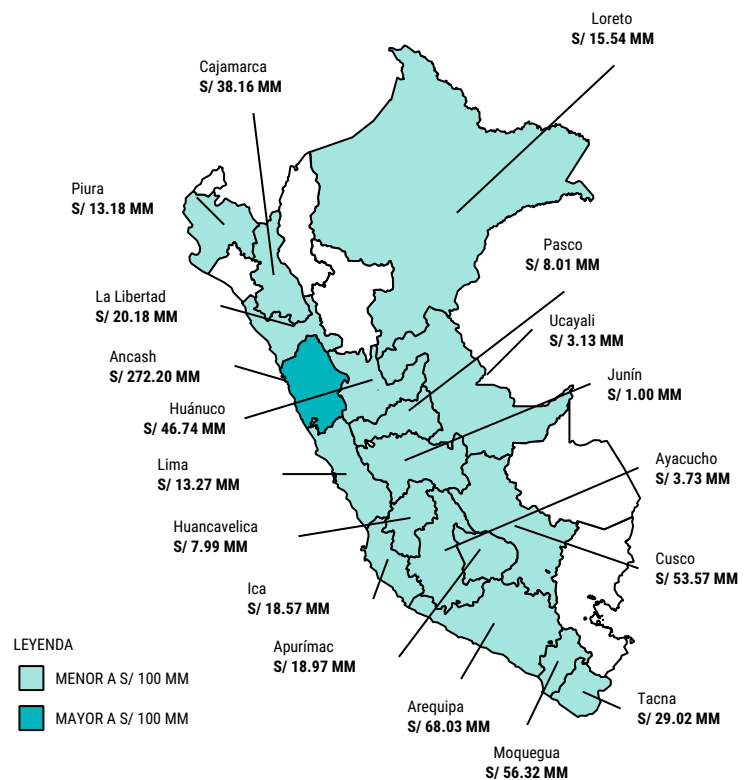 Loreto
S/ 15.54 MM
Cajamarca
S/ 38.16 MM
Piura
S/ 13.18 MM
Pasco
S/ 8.01 MM
La Libertad
S/ 20.18 MM
Ucayali
S/ 3.13 MM
Ancash
S/ 272.20 MM
Junín
S/ 1.00 MM
Huánuco
S/ 46.74 MM
Lima
S/ 13.27 MM
Ayacucho
S/ 3.73 MM
Huancavelica
S/ 7.99 MM
Cusco
S/ 53.57 MM
Ica
S/ 18.57 MM
Apurímac
S/ 18.97 MM
LEYENDA
MENOR A S/ 100 MM
MAYOR A S/ 100 MM
Arequipa
S/ 68.03 MM
Tacna
S/ 29.02 MM
Moquegua
S/ 56.32 MM